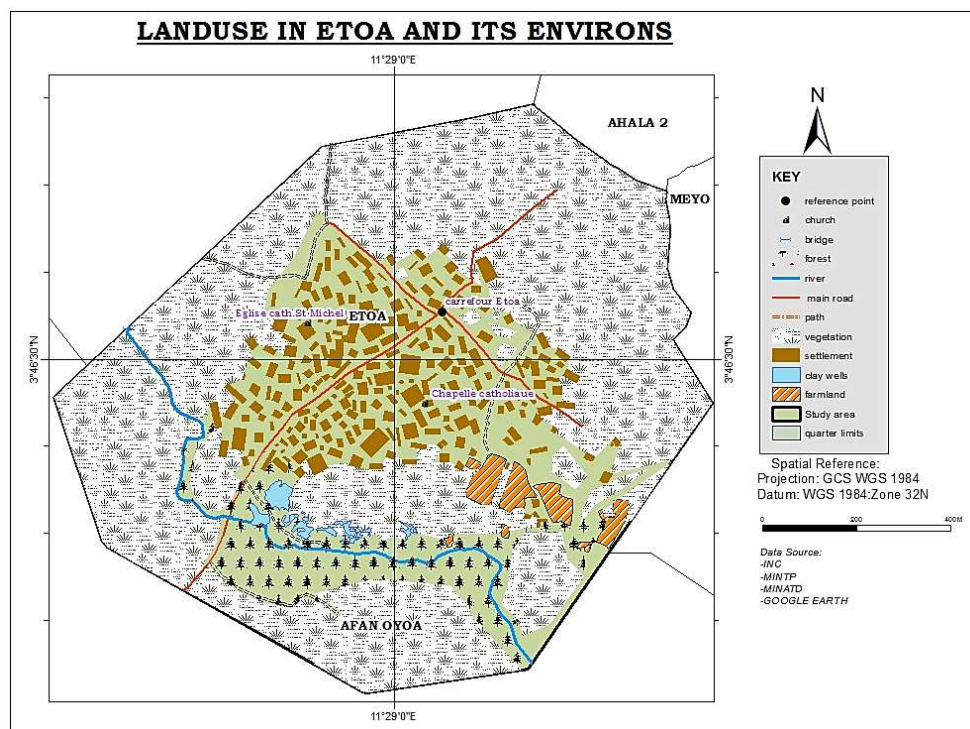 LANDUSE IN ETOA AND ITS ENVIRONS
11°29'0"E
AHALA 2
MEYO
N
KEY
reference point
church
bridge
forest
river
main road
path
vegetation
settlement
clay wells
farmland
Study area
quarter limits
carrefour Etoa
Eglise cath.St Michel
ETOA
3°46'30"N
3°46'30"N
Chapelle catholiaue
Spatial Reference:
Projection: GCS WGS 1984
Datum: WGS 1984:Zone 32N
0 200 400M
Data Source:
-INC
-MINTP
-MINATD
-GOOGLE EARTH
AFAN OYOA
11°29'0"E